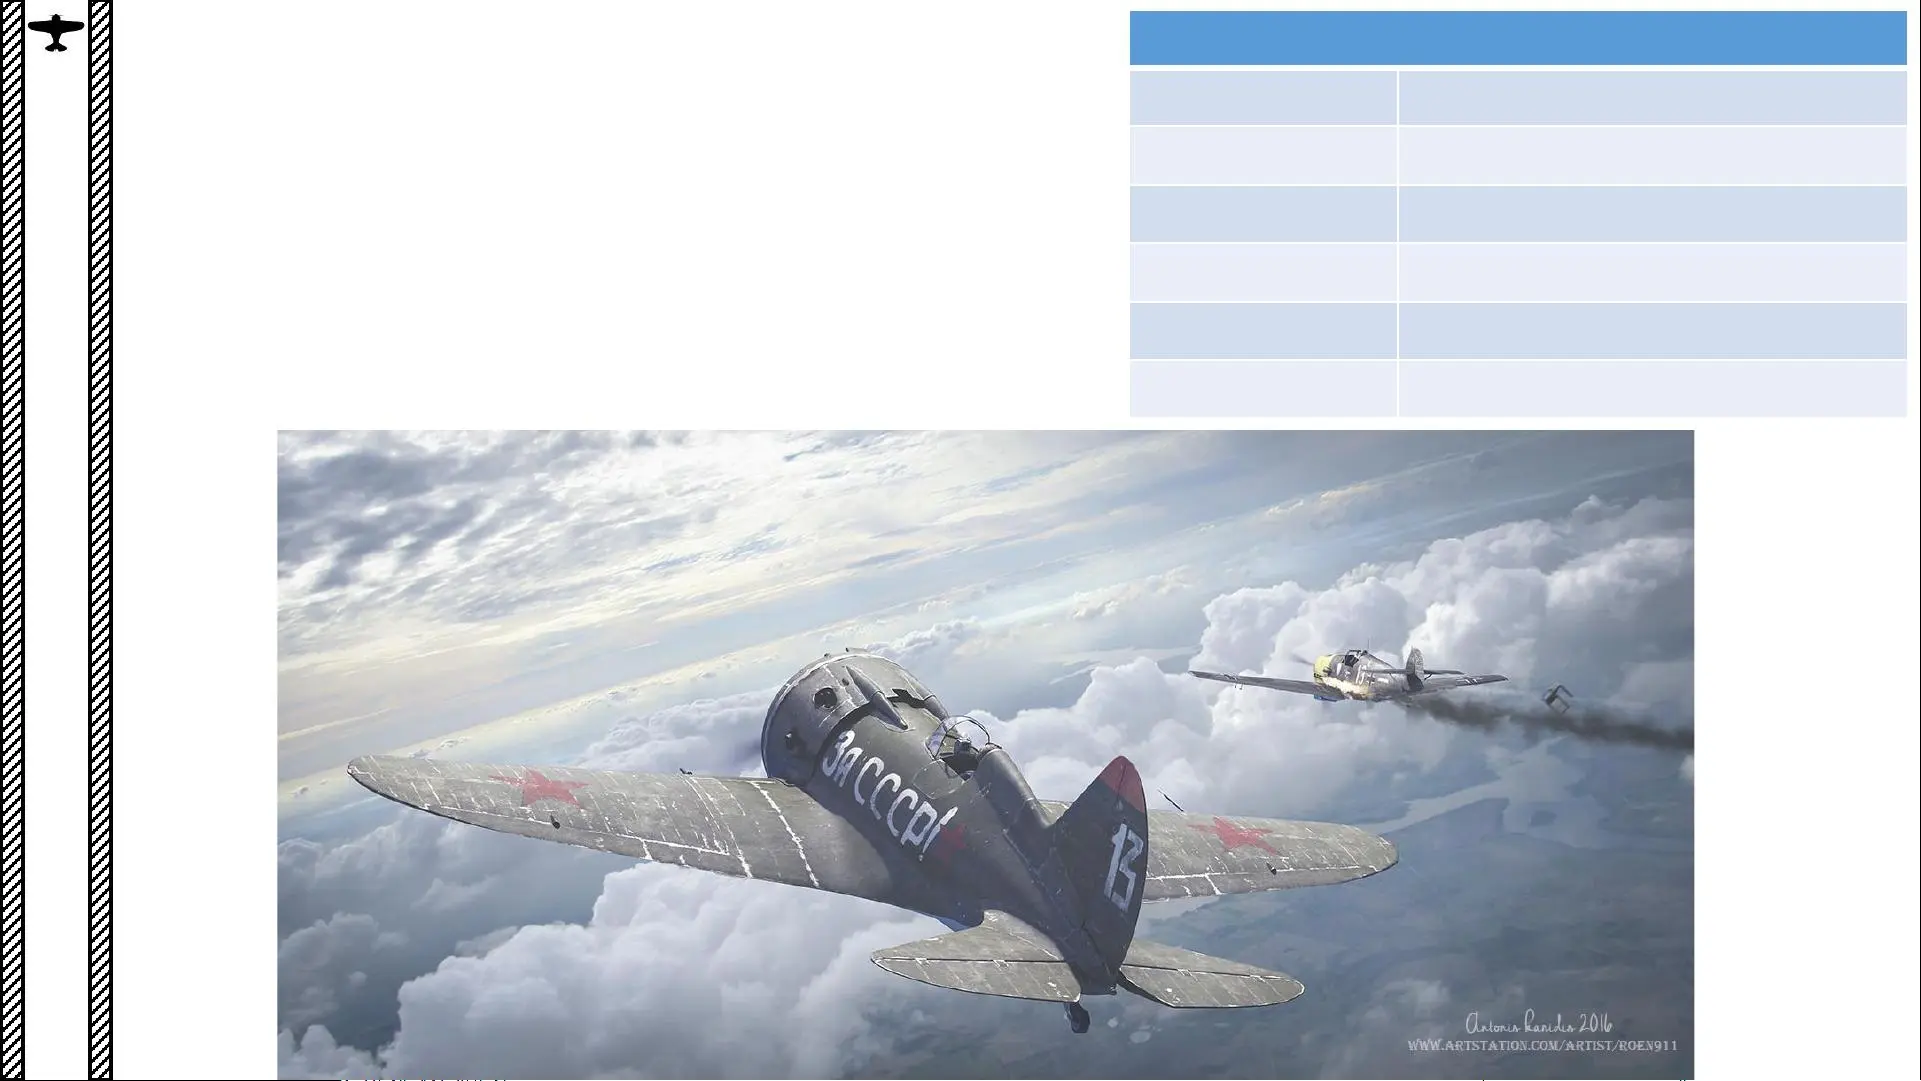 ЗА СССР!
13
Antonis Karidis 2016
WWW.ARTSTATION.COM/ARTIST/ROEN911